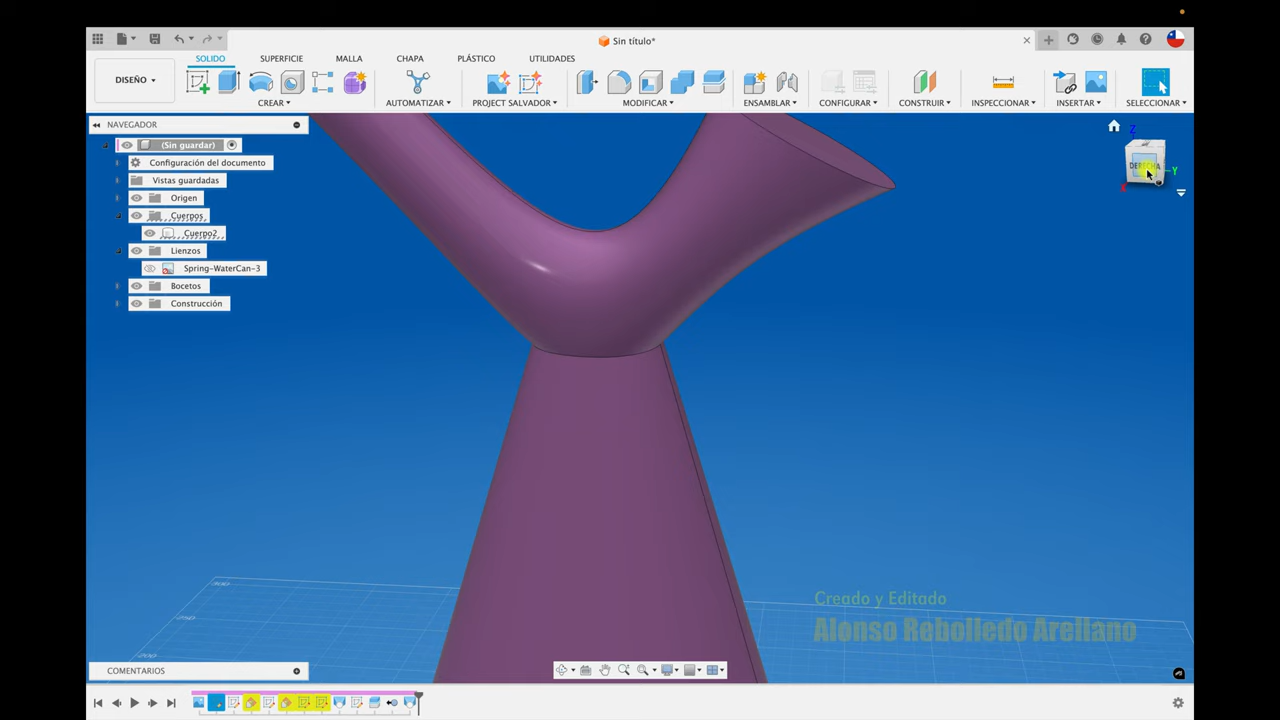 Sin título*
SOLIDO SUPERFICIE MALLA CHAPA PLÁSTICO UTILIDADES
DISEÑO
CREAR AUTOMATIZAR PROJECT SALVADOR MODIFICAR ENSAMBLAR CONFIGURAR CONSTRUIR INSPECCIONAR INSERTAR SELECCIONAR
NAVEGADOR
(Sin guardar)
Configuración del documento
Vistas guardadas
Origen
Cuerpos
Cuerpo2
Lienzos
Spring-WaterCan-3
Bocetos
Construcción
Z
DERECHA
Y
X
Creado y Editado
Alonso Rebolledo Arellano
COMENTARIOS